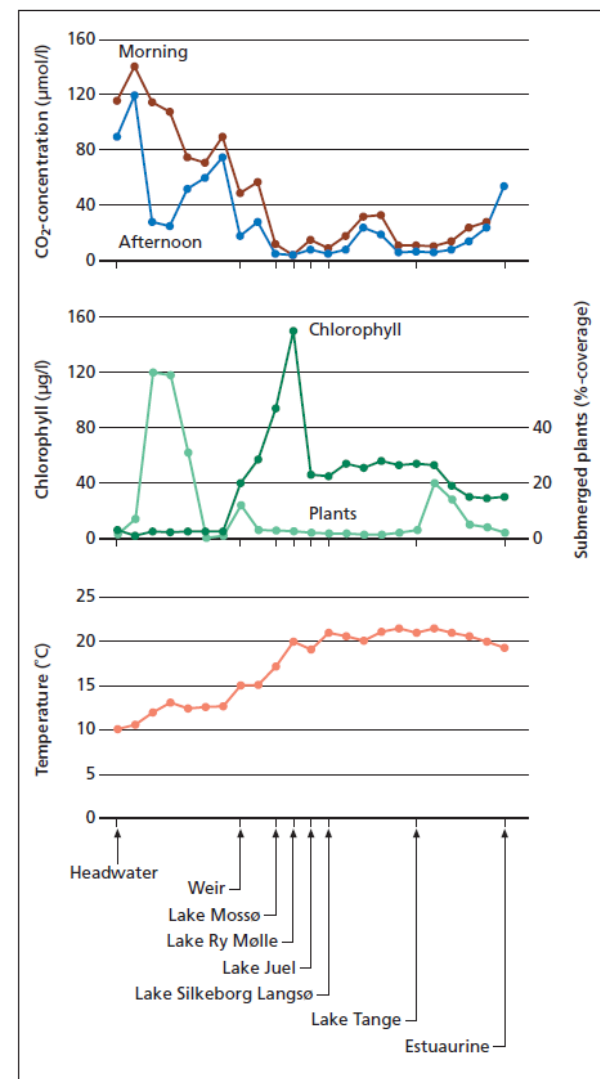 160
Morning
120
80
40
Afternoon
0
CO₂-concentration (µmol/l)
160
Chlorophyll
120
80
40
40
20
Plants
0
0
Chlorophyll (µg/l)
Submerged plants (%-coverage)
25
20
15
10
5
0
Temperature (°C)
Headwater
Weir
Lake Mossø
Lake Ry Mølle
Lake Juel
Lake Silkeborg Langsø
Lake Tange
Estuaurine